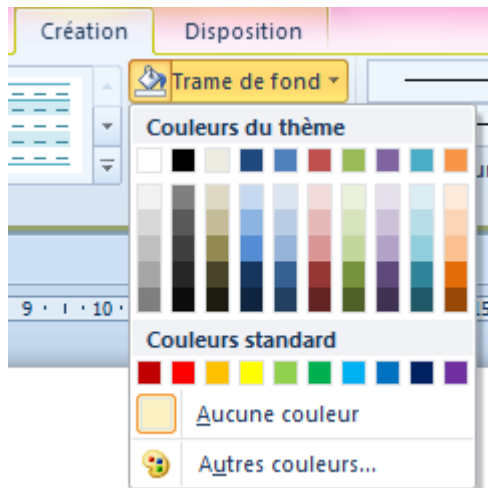 Création Disposition
Trame de fond
Couleurs du thème
9 10
Couleurs standard
Aucune couleur
Autres couleurs...